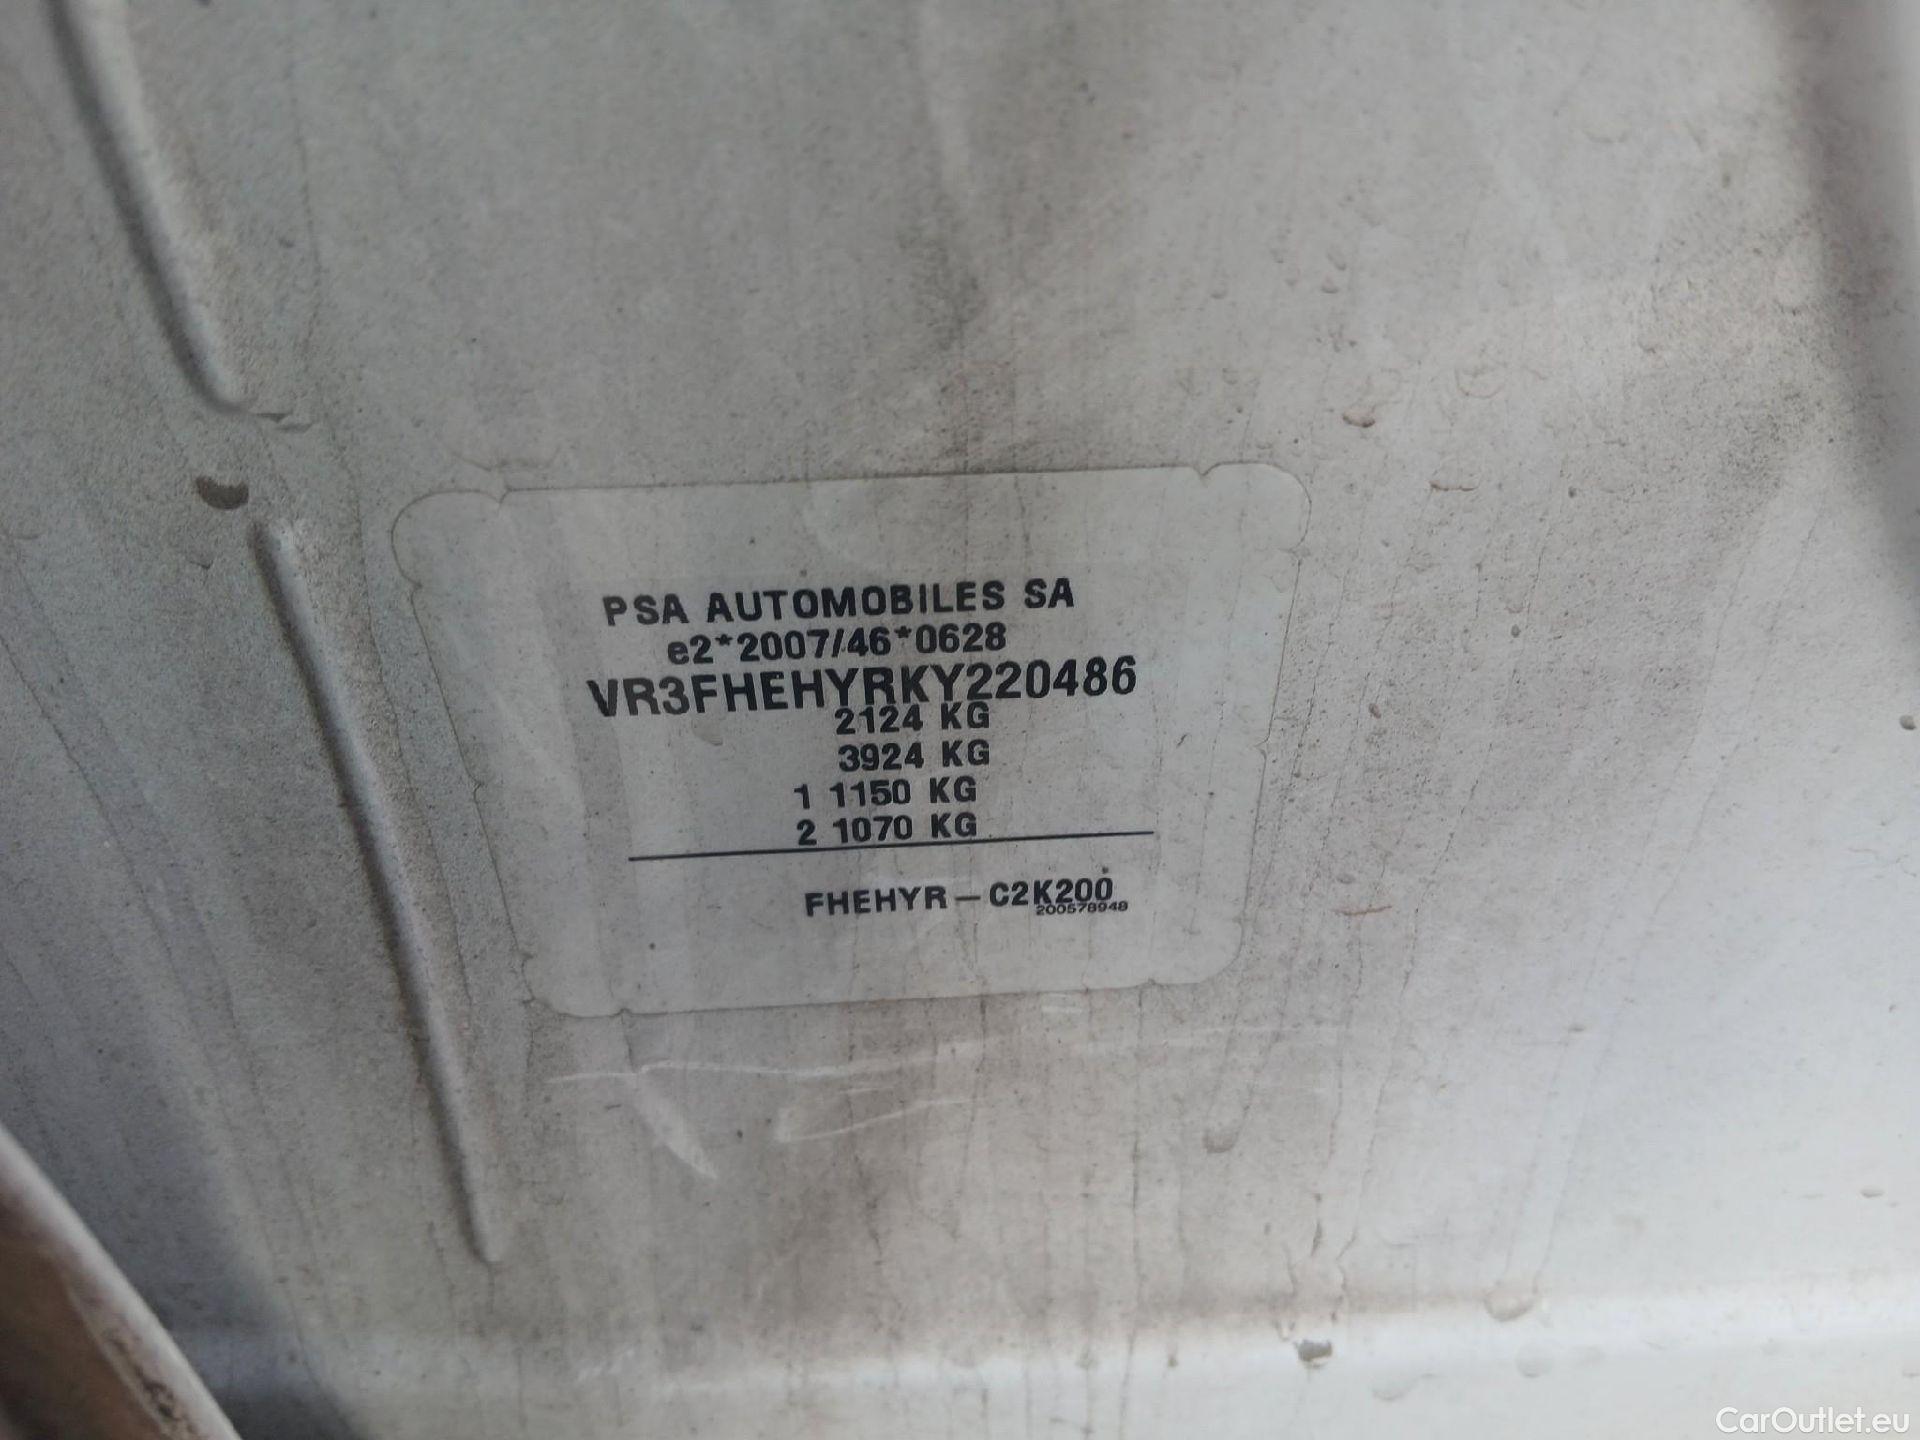 PSA AUTOMOBILES SA
e2*2007/46*0628
VR3FHEHYRKY220486
2124 KG
3924 KG
1 1150 KG
2 1070 KG
FHEHYR — C2K200
200578948
CarOutlet.eu